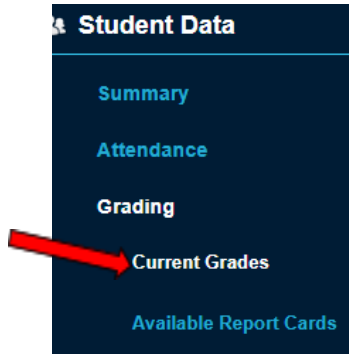 Student Data
Summary
Attendance
Grading
Current Grades
Available Report Cards